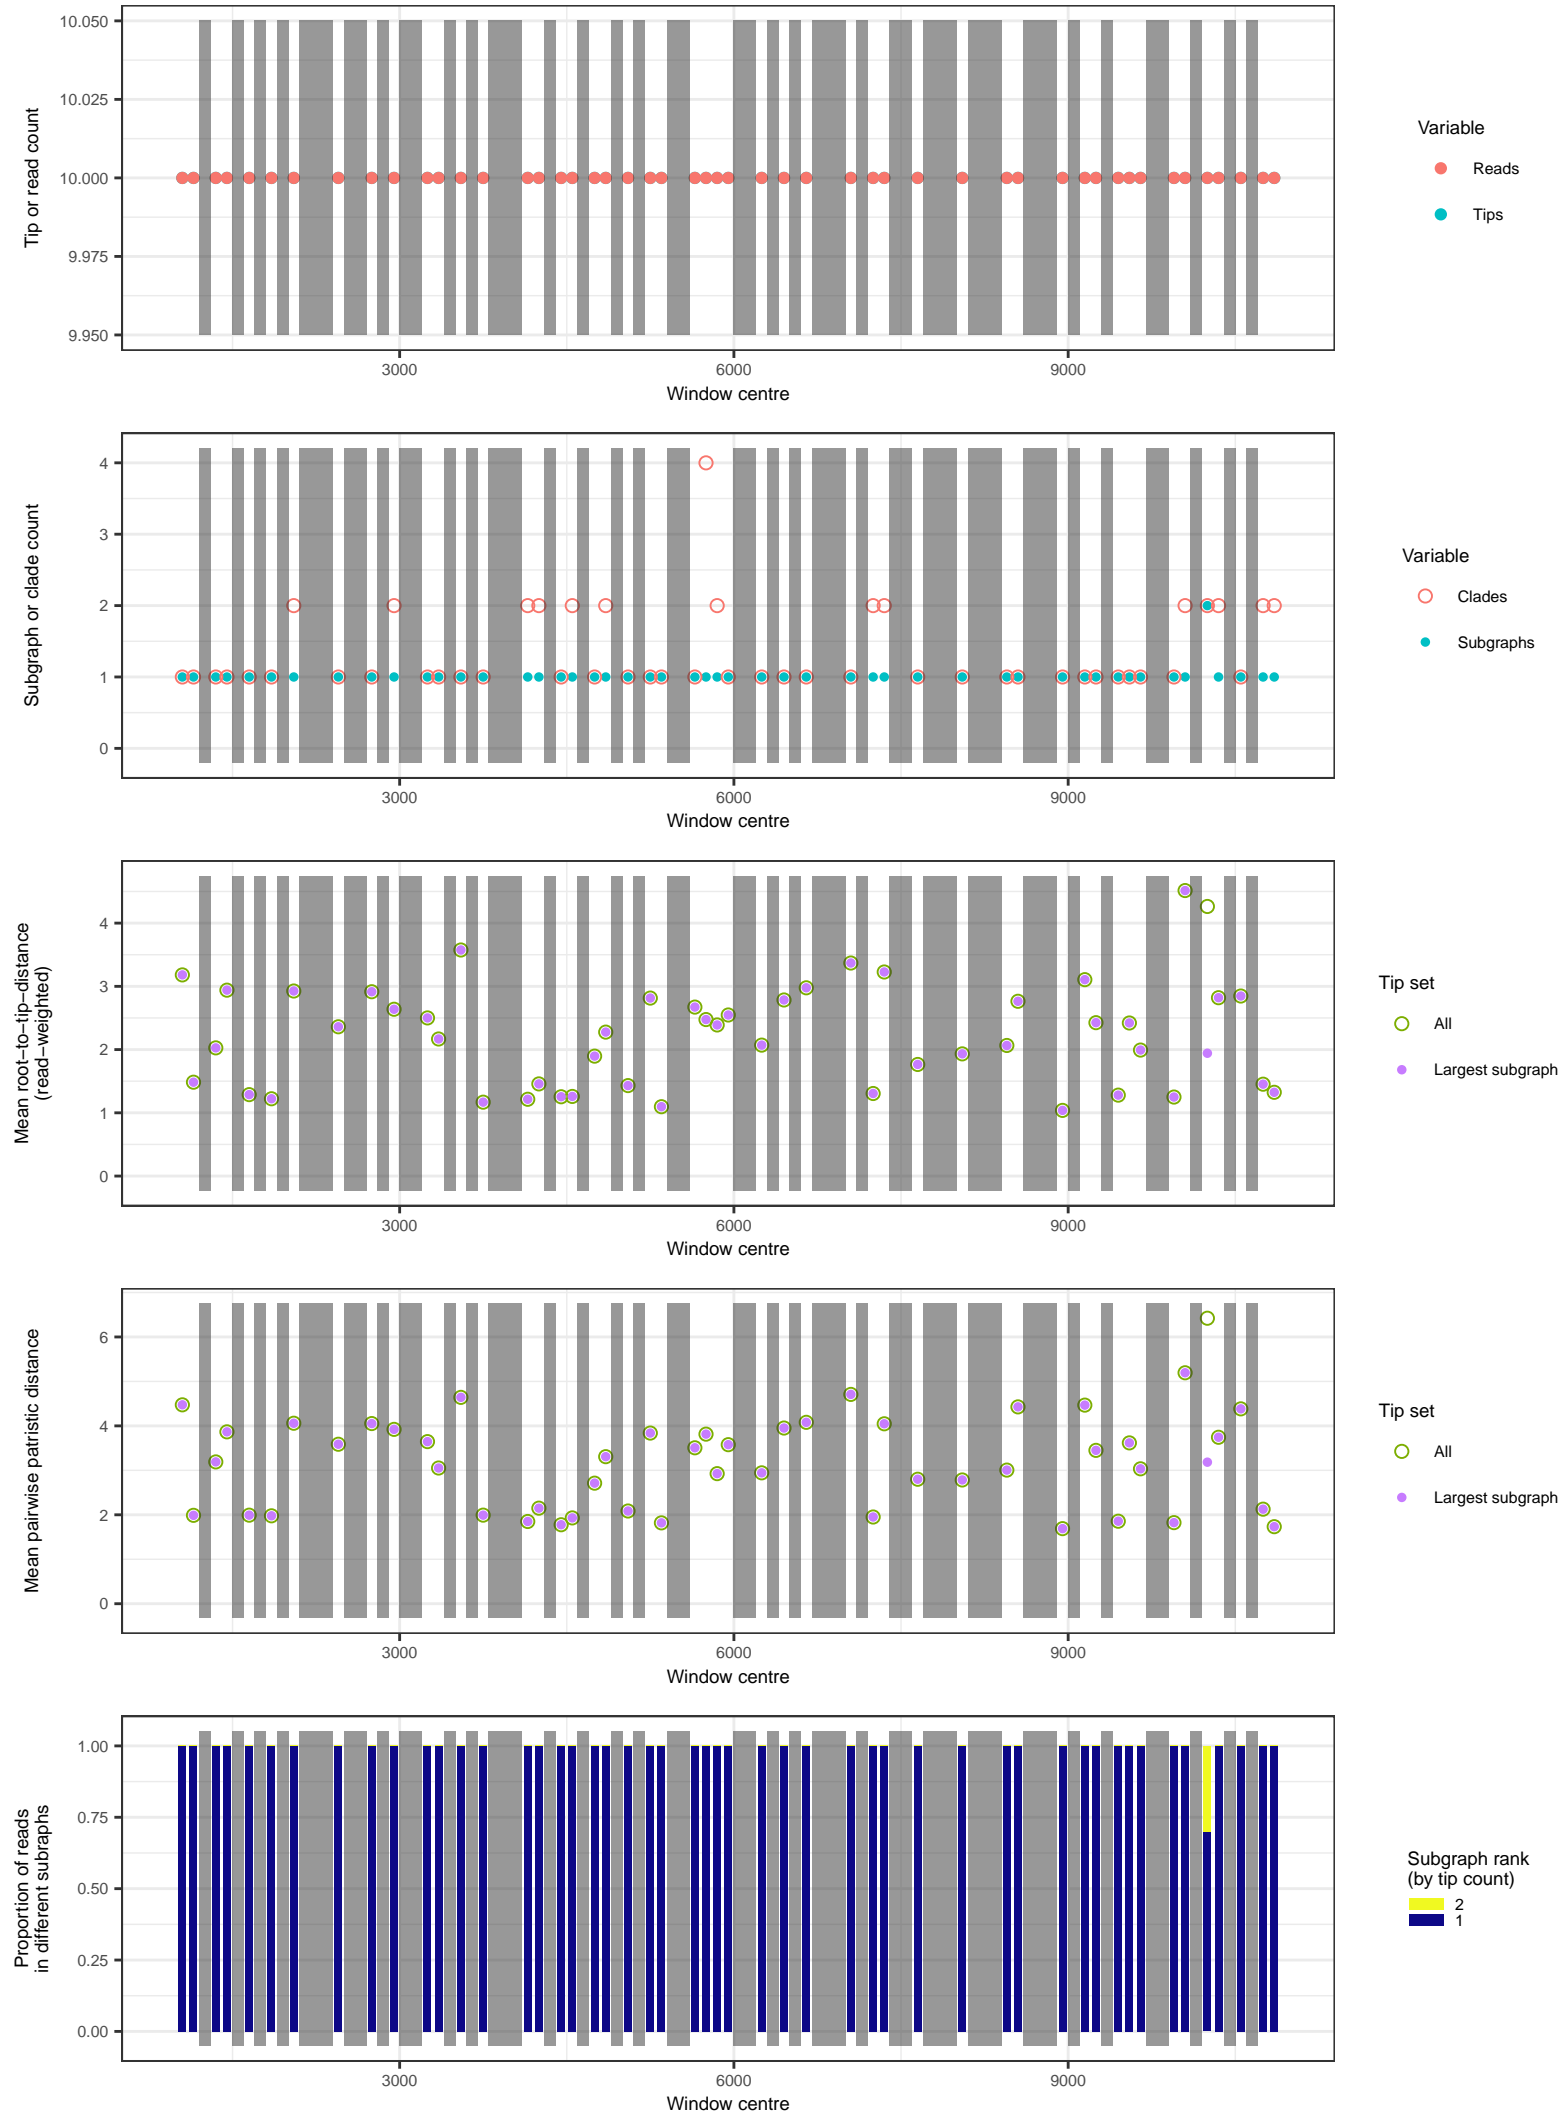 10.050
10.025
10.000
9.975
9.950
Tip or read count
3000
6000
9000
Window centre
Variable
Reads
Tips
4
3
2
1
0
Subgraph or clade count
3000
6000
9000
Window centre
Variable
Clades
Subgraphs
4
3
2
1
0
Mean root−to−tip−distance
(read−weighted)
3000
6000
9000
Window centre
Tip set
All
Largest subgraph
6
4
2
0
Mean pairwise patristic distance
3000
6000
9000
Window centre
Tip set
All
Largest subgraph
1.00
0.75
0.50
0.25
0.00
Proportion of reads
in different subraphs
3000
6000
9000
Window centre
Subgraph rank
(by tip count)
2
1